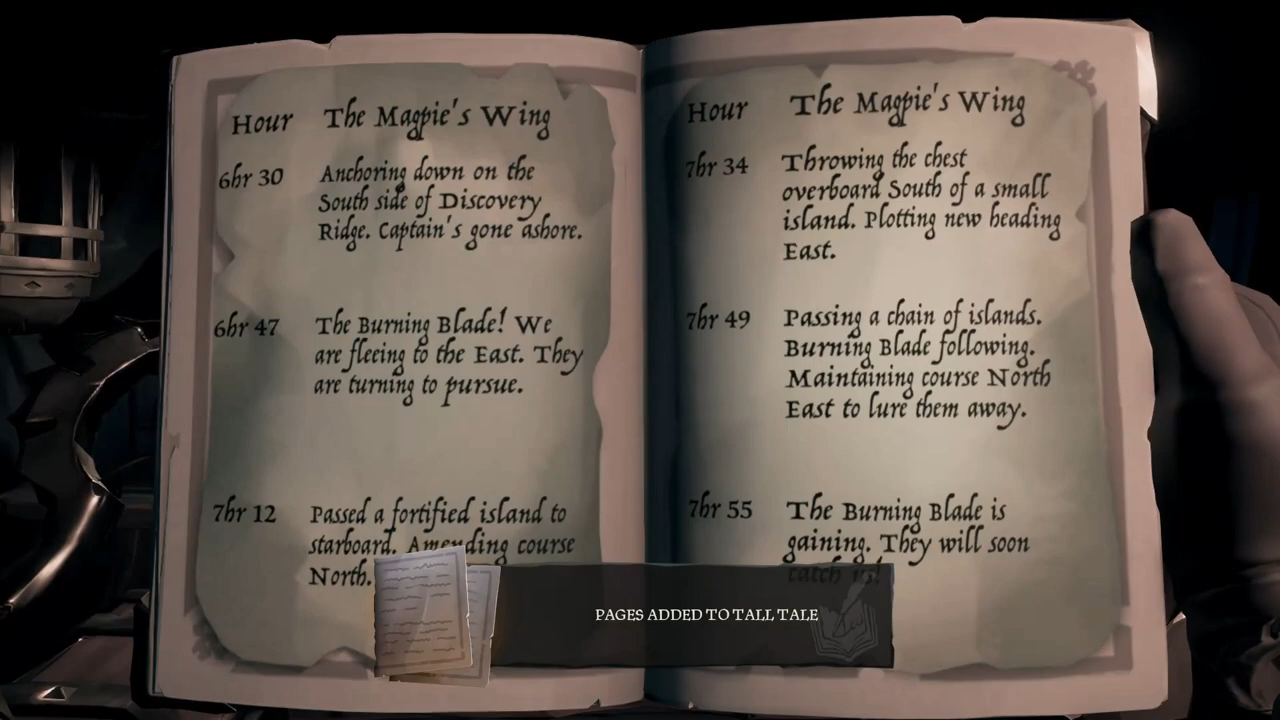 Hour The Magpie's Wing
6hr 30 Anchoring down on the
South side of Discovery
Ridge. Captain's gone ashore.
6hr 47 The Burning Blade! We
are fleeing to the East. They
are turning to pursue.
7hr 12 Passed a fortified island to
starboard. Amending course
North.
Hour The Magpie's Wing
7hr 34 Throwing the chest
overboard South of a small
island. Plotting new heading
East.
7hr 49 Passing a chain of islands.
Burning Blade following.
Maintaining course North
East to lure them away.
7hr 55 The Burning Blade is
gaining. They will soon
catch us!
PAGES ADDED TO TALL TALE